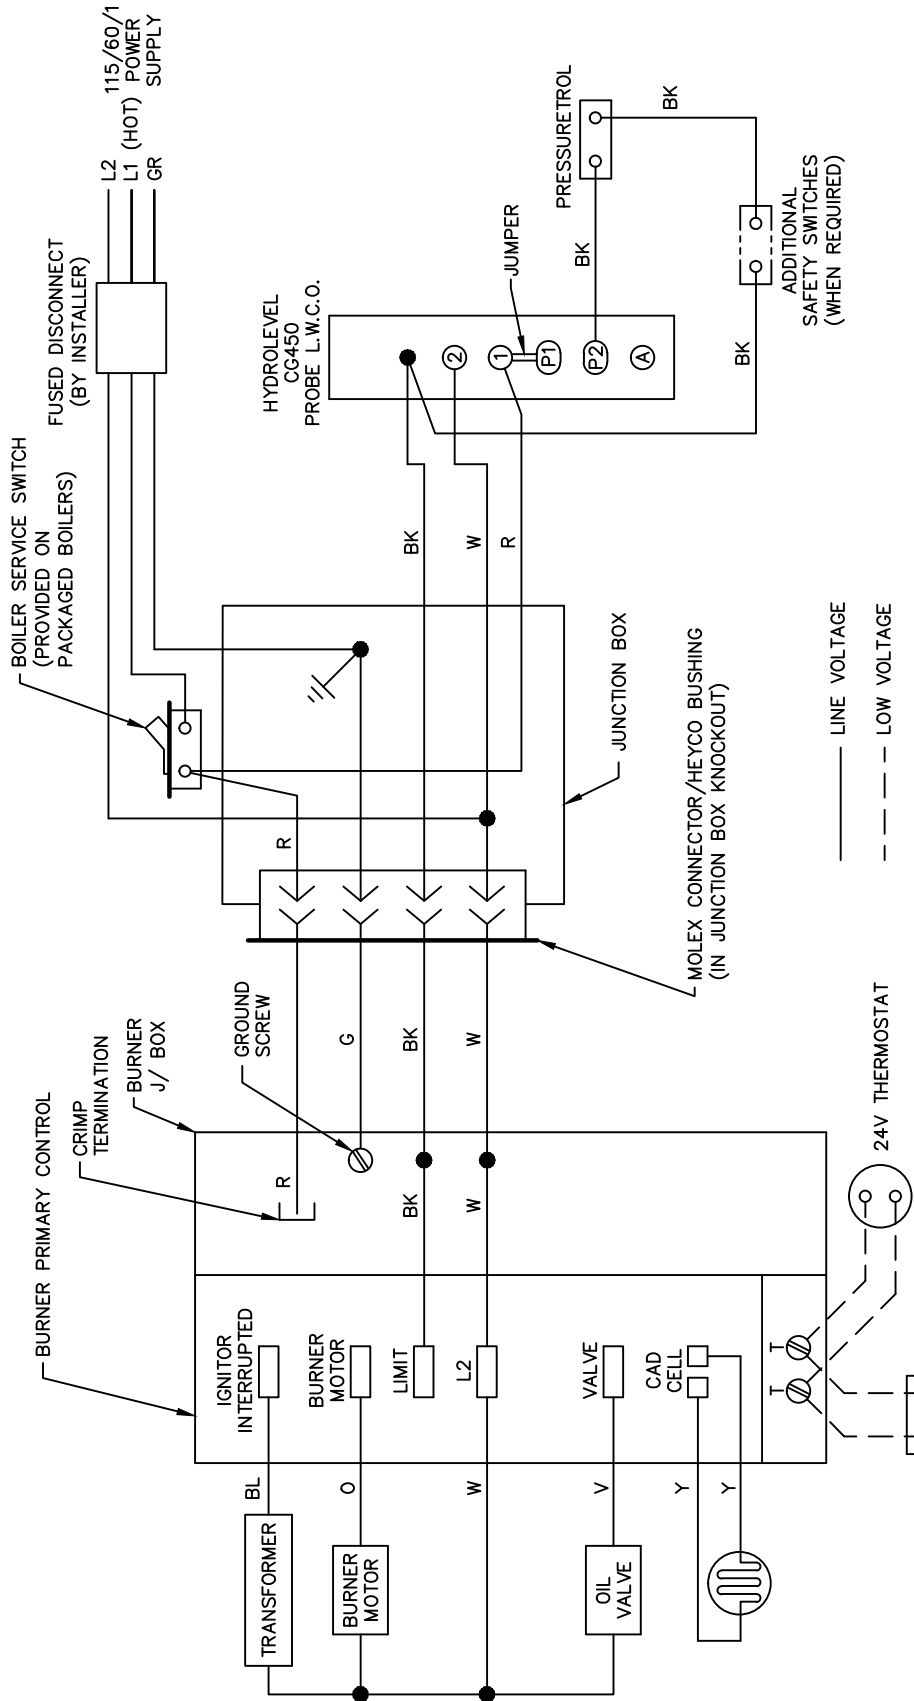 115/60/1
POWER
SUPPLY
L2
L1 (HOT)
GR
FUSED DISCONNECT
(BY INSTALLER)
BOILER SERVICE SWITCH
(PROVIDED ON
PACKAGED BOILERS)
HYDROLEVEL
CG450
PROBE L.W.C.O.
2
1
P1
P2
A
JUMPER
PRESSURETROL
BK
BK
BK
ADDITIONAL
SAFETY SWITCHES
(WHEN REQUIRED)
BK
W
R
R
JUNCTION BOX
MOLEX CONNECTOR/HEYCO BUSHING
(IN JUNCTION BOX KNOCKOUT)
LINE VOLTAGE
LOW VOLTAGE
GROUND
SCREW
G
BK
W
BURNER
J/ BOX
CRIMP
TERMINATION
BURNER PRIMARY CONTROL
R
BK
W
24V THERMOSTAT
IGNITOR
INTERRUPTED
BURNER
MOTOR
LIMIT
L2
VALVE
CAD
CELL
T
T
BL
O
W
V
Y
Y
TRANSFORMER
BURNER
MOTOR
OIL
VALVE